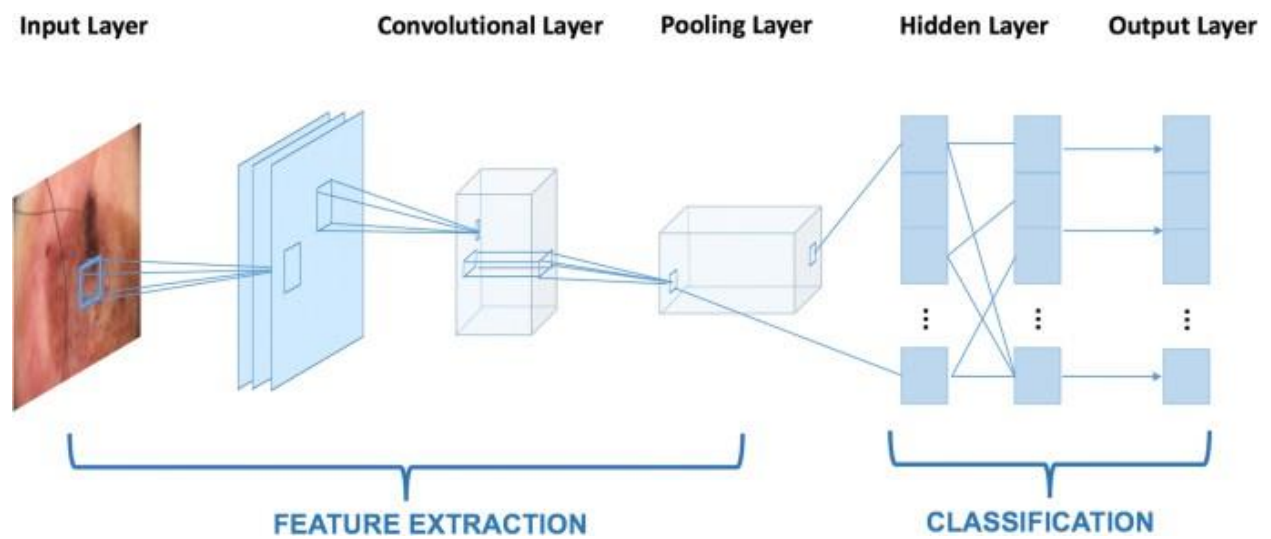 Input Layer
Convolutional Layer
Pooling Layer
Hidden Layer
Output Layer
...
...
...
FEATURE EXTRACTION
CLASSIFICATION